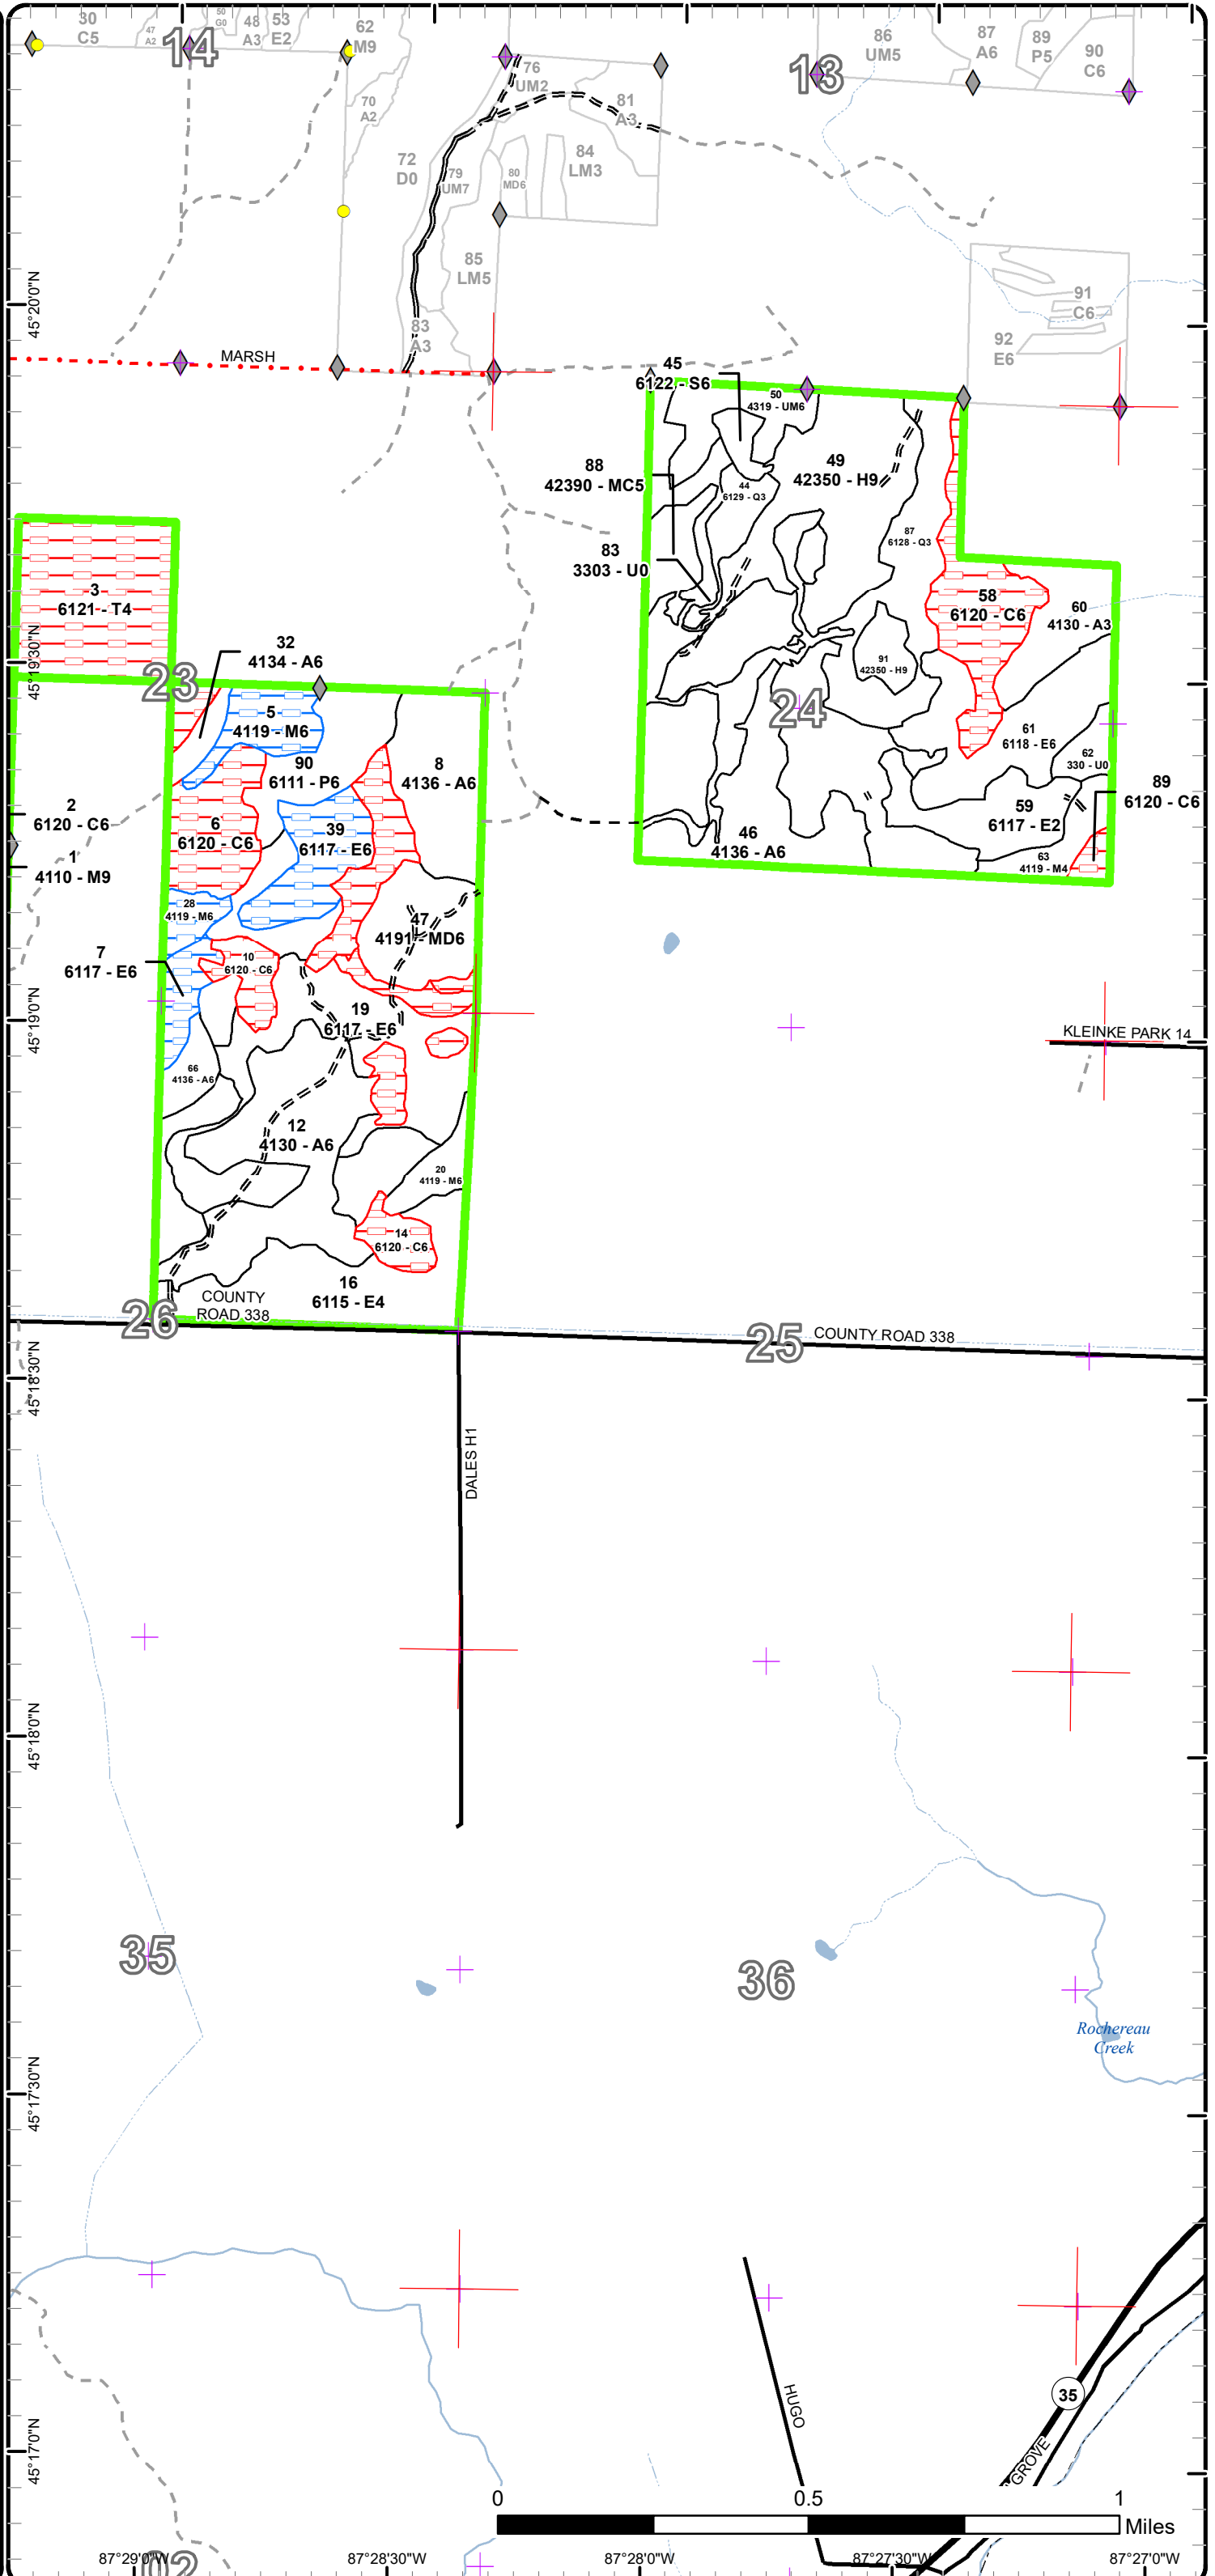 30
C5
47
A2
50
G0
48
A3
53
E2
62
M9
14
70
A2
72
D0
76
UM2
81
A3
79
UM7
80
MD6
84
LM3
85
LM5
83
A3
13
86
UM5
87
A6
89
P5
90
C6
91
C6
92
E6
45°20'0"N
MARSH
45
6122 - S6
50
4319 - UM6
88
42390 - MC5
49
42350 - H9
44
6129 - Q3
87
6128 - Q3
83
3303 - U0
58
6120 - C6
60
4130 - A3
3
6121 - T4
32
4134 - A6
45°19'30"N
23
91
42350 - H9
24
5
4119 - M6
61
6118 - E6
62
330 - U0
90
6111 - P6
8
4136 - A6
89
6120 - C6
2
6120 - C6
6
6120 - C6
39
6117 - E6
59
6117 - E2
46
4136 - A6
1
4110 - M9
63
4119 - M4
28
4119 - M6
47
4191 - MD6
7
6117 - E6
10
6120 - C6
19
6117 - E6
45°19'0"N
KLEINKE PARK 14
66
4136 - A6
12
4130 - A6
20
4119 - M6
14
6120 - C6
16
6115 - E4
COUNTY
ROAD 338
26
25
COUNTY ROAD 338
45°18'30"N
DALES H1
45°18'0"N
35
36
Rochereau
Creek
45°17'30"N
35
HUGO
GROVE
45°17'0"N
0
0.5
1
Miles
02
87°29'0"W
87°28'30"W
87°28'0"W
87°27'30"W
87°27'0"W